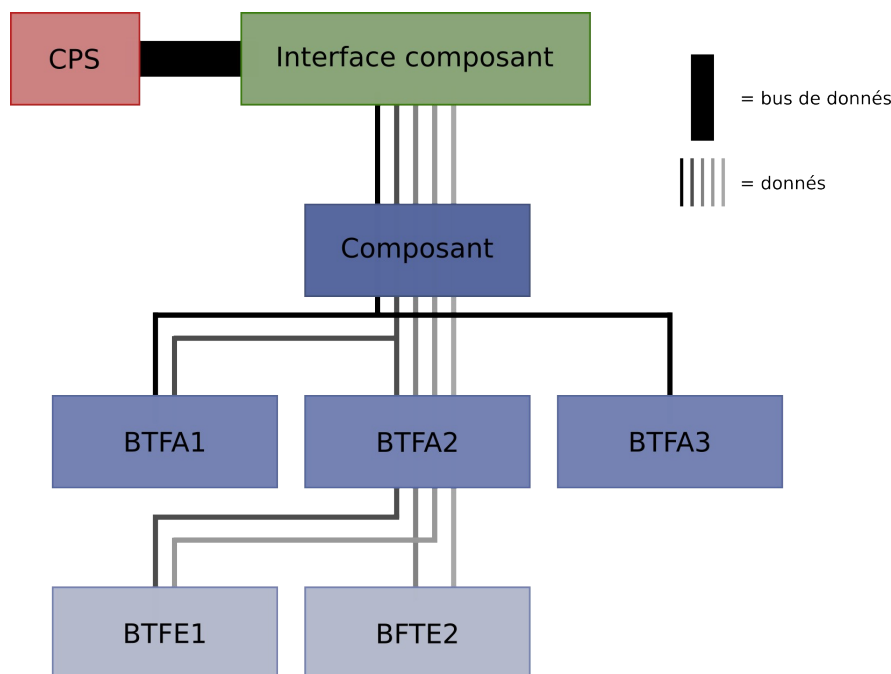 CPS
Interface composant
= bus de donnés
= donnés
Composant
BTFA1
BTFA2
BTFA3
BTFE1
BFTE2